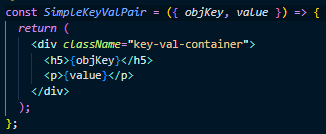 const SimpleKeyValPair = ({ objKey, value }) => {
  return (
    <div className="key-val-container">
      <h5>{objKey}</h5>
      <p>{value}</p>
    </div>
  );
};